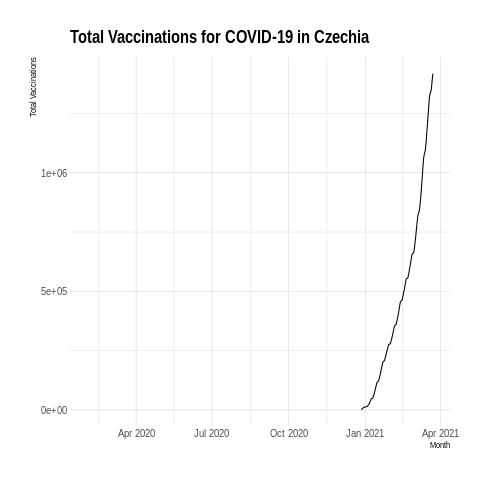 Total Vaccinations for COVID-19 in Czechia
Total Vaccinations
1e+06
5e+05
0e+00
Apr 2020 Jul 2020 Oct 2020 Jan 2021 Apr 2021
Month